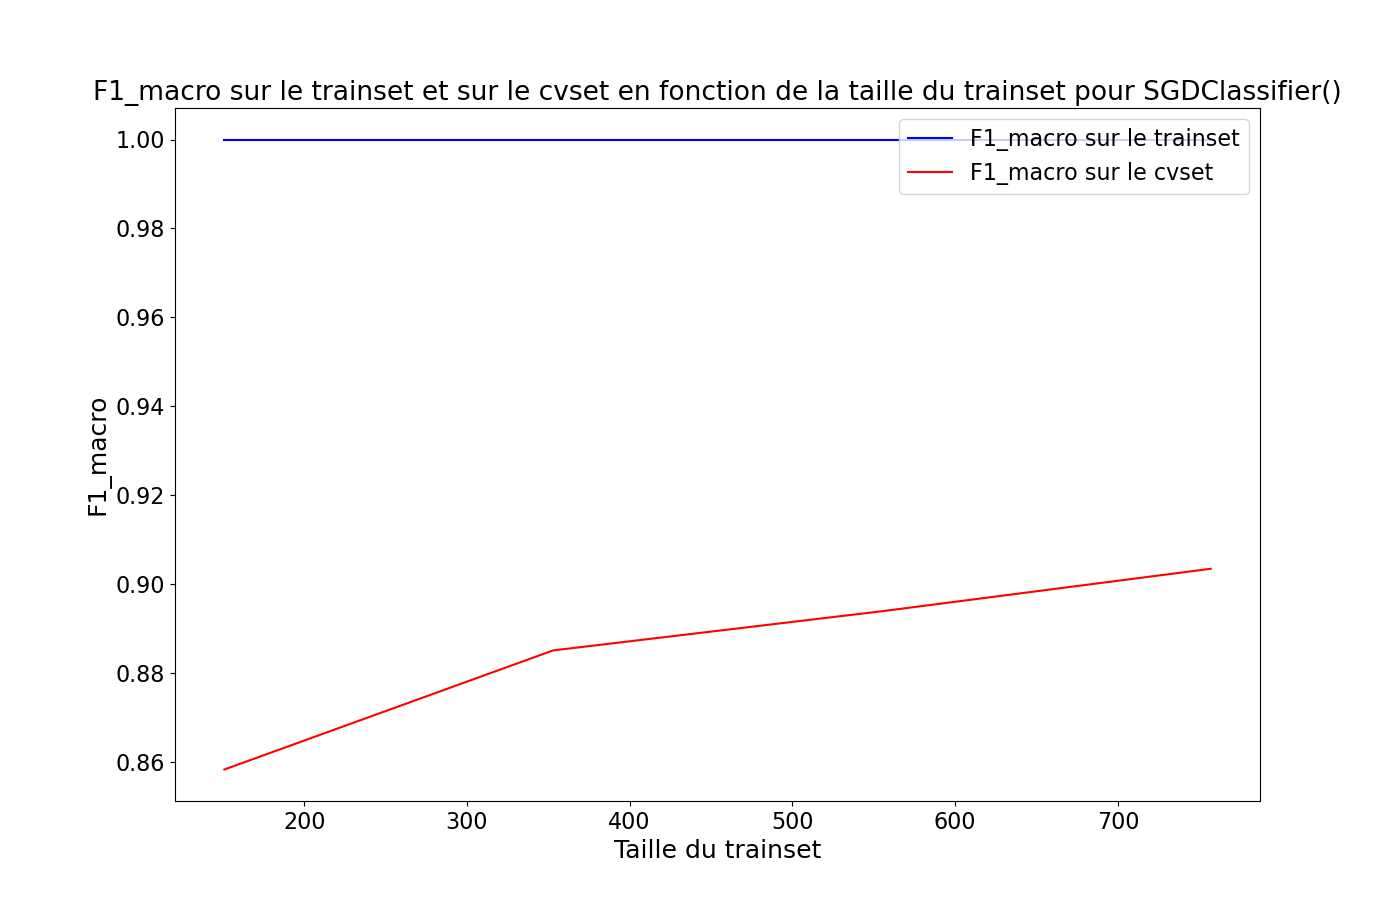 F1_macro sur le trainset et sur le cvset en fonction de la taille du trainset pour SGDClassifier()
F1_macro sur le trainset
F1_macro sur le cvset
1.00
0.98
0.96
0.94
0.92
0.90
0.88
0.86
F1_macro
200 300 400 500 600 700
Taille du trainset